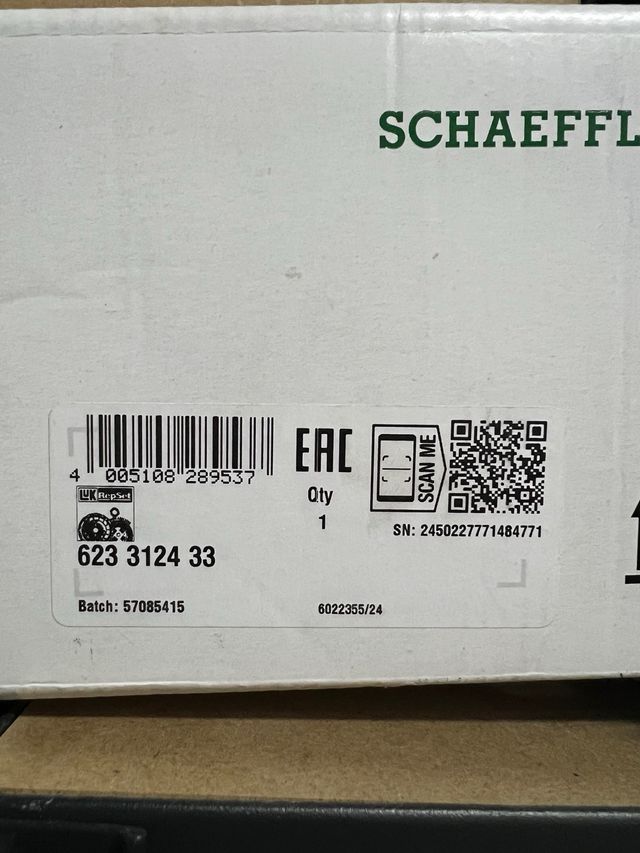 SCHAEFFL
4 005108 289537
EAC
SCAN ME
LUK RepSet
Qty
1
SN: 2450227771484771
623 3124 33
Batch: 57085415
6022355/24